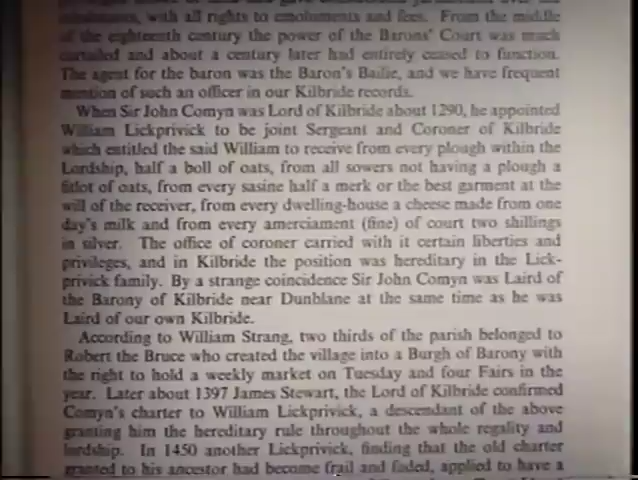 with all rights to emoluments and fees. From the middle
of the eighteenth century the power of the Barons' Court was much
curtailed and about a century later had entirely ceased to function.
The agent for the baron was the Baron's Bailie, and we have frequent
mention of such an officer in our Kilbride records.
When Sir John Comyn was Lord of Kilbride about 1290, he appointed
William Lickprivick to be joint Sergeant and Coroner of Kilbride
which entitled the said William to receive from every plough within the
Lordship, half a boll of oats, from all sowers not having a plough a
fitlot of oats, from every sasine half a merk or the best garment at the
will of the receiver, from every dwelling-house a cheese made from one
day's milk and from every amerciament (fine) of court two shillings
in silver. The office of coroner carried with it certain liberties and
privileges, and in Kilbride the position was hereditary in the Lick-
privick family. By a strange coincidence Sir John Comyn was Laird of
the Barony of Kilbride near Dunblane at the same time as he was
Laird of our own Kilbride.
According to William Strang, two thirds of the parish belonged to
Robert the Bruce who created the village into a Burgh of Barony with
the right to hold a weekly market on Tuesday and four Fairs in the
year. Later about 1397 James Stewart, the Lord of Kilbride confirmed
Comyn's charter to William Lickprivick, a descendant of the above
granting him the hereditary rule throughout the whole regality and
lordship. In 1450 another Lickprivick, finding that the old charter
granted to his ancestor had become frail and faded, applied to have a